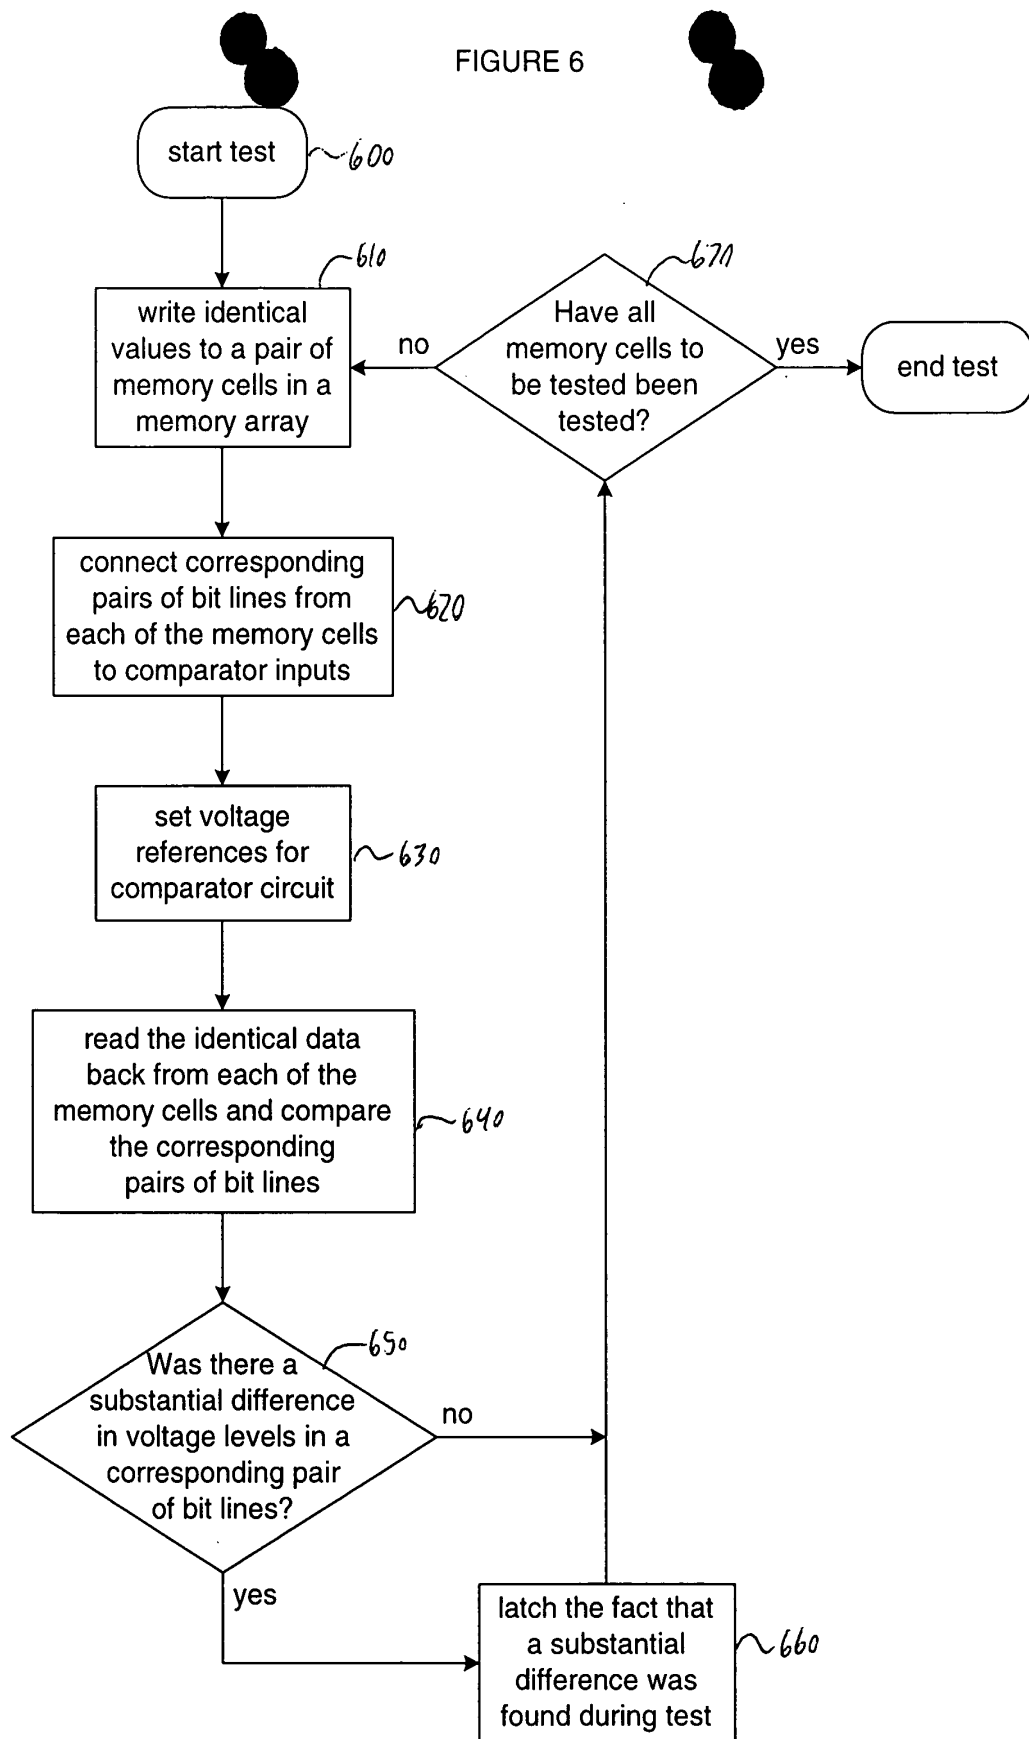 FIGURE 6
start test
600
610
write identical
values to a pair of
memory cells in a
memory array
no
670
Have all
memory cells to
be tested been
tested?
yes
end test
connect corresponding
pairs of bit lines from
each of the memory cells
to comparator inputs
620
set voltage
references for
comparator circuit
630
read the identical data
back from each of the
memory cells and compare
the corresponding
pairs of bit lines
640
650
Was there a
substantial difference
in voltage levels in a
corresponding pair
of bit lines?
no
yes
latch the fact that
a substantial
difference was
found during test
660